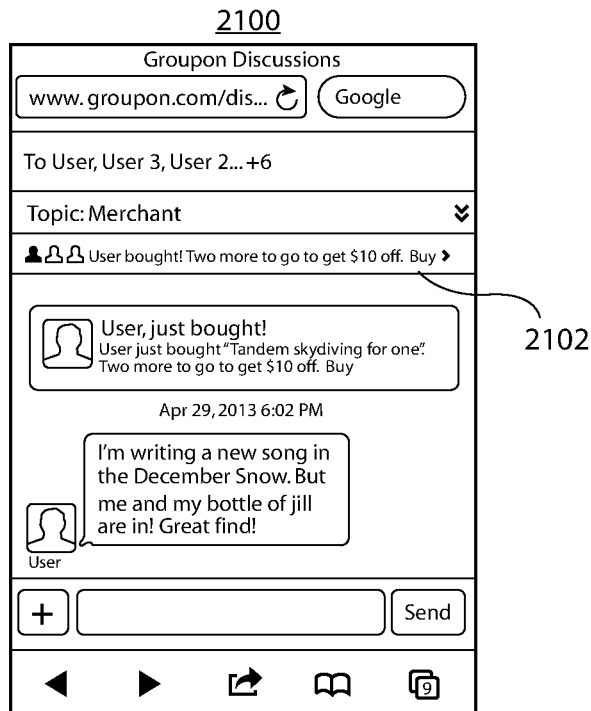 2100
Groupon Discussions
www.groupon.com/dis... Google
To User, User 3, User 2... +6
Topic: Merchant
User bought! Two more to go to get $10 off. Buy >
2102
User, just bought!
User just bought “Tandem skydiving for one”.
Two more to go to get $10 off. Buy
Apr 29, 2013 6:02 PM
I'm writing a new song in
the December Snow. But
me and my bottle of jill
are in! Great find!
User
+ Send
9